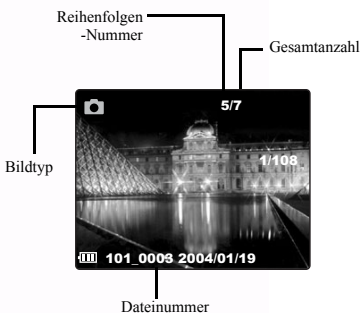 Reihenfolgen
-Nummer
Gesamtanzahl
5/7
1/108
Bildtyp
101_0003 2004/01/19
Dateinummer